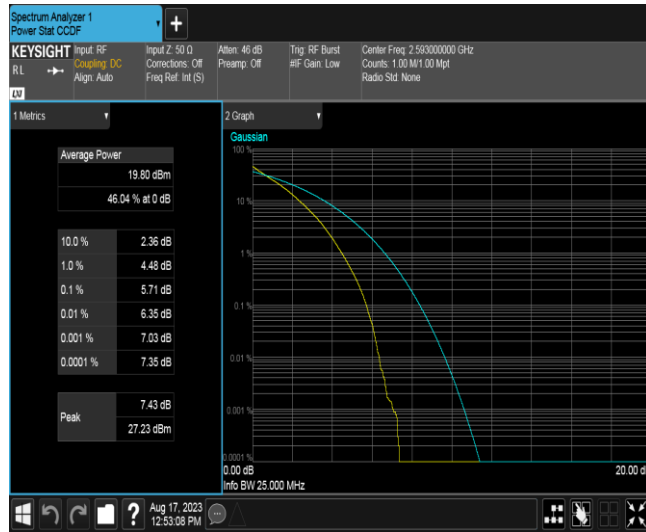 Spectrum Analyzer 1
Power Stat CCDF
+
KEYSIGHT
RL
LXI
Input: RF
Coupling: DC
Align: Auto
Input Z: 50 Ω
Corrections: Off
Freq Ref: Int (S)
Atten: 46 dB
Preamp: Off
Trig: RF Burst
#IF Gain: Low
Center Freq: 2.593000000 GHz
Counts: 1.00 M/1.00 Mpt
Radio Std: None
1 Metrics
Average Power
19.80 dBm
46.04 % at 0 dB
10.0 % 2.36 dB
1.0 % 4.48 dB
0.1 % 5.71 dB
0.01 % 6.35 dB
0.001 % 7.03 dB
0.0001 % 7.35 dB
Peak
7.43 dB
27.23 dBm
2 Graph
Gaussian
100 %
10 %
1 %
0.1 %
0.01 %
0.001 %
0.0001 %
0.00 dB
20.00 d
Info BW 25.000 MHz
?
Aug 17, 2023
12:53:08 PM